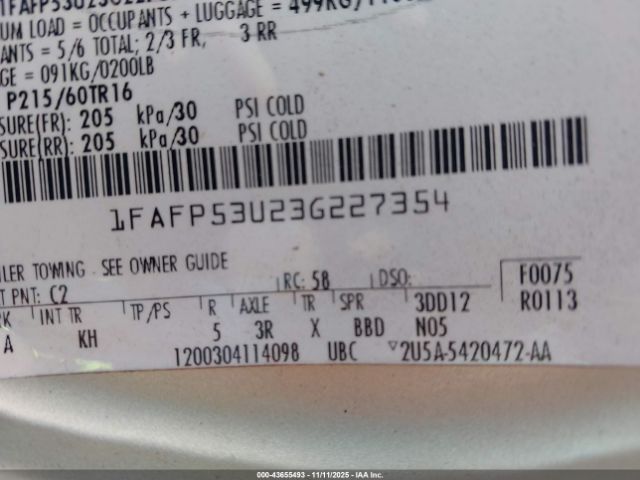 UM LOAD = OCCUPANTS + LUGGAGE = 499KG/
ANTS = 5/6 TOTAL, 2/3 FR, 3 RR
GE = 091KG/0200LB
P215/60TR16
SURE(FR): 205 kPa/30 PSI COLD
SURE(RR): 205 kPa/30 PSI COLD
1FAFP53U23G227354
ILER TOWING - SEE OWNER GUIDE
T PNT: C2 RC: 58 DSO: F0075
RK INT TR TP/PS R AXLE TR SPR 3DD12 R0113
A KH 5 3R X BBD N05
1200304114098 UBC ▽2U5A-5420472-AA
000-43655493 - 11/11/2025 - IAA Inc.